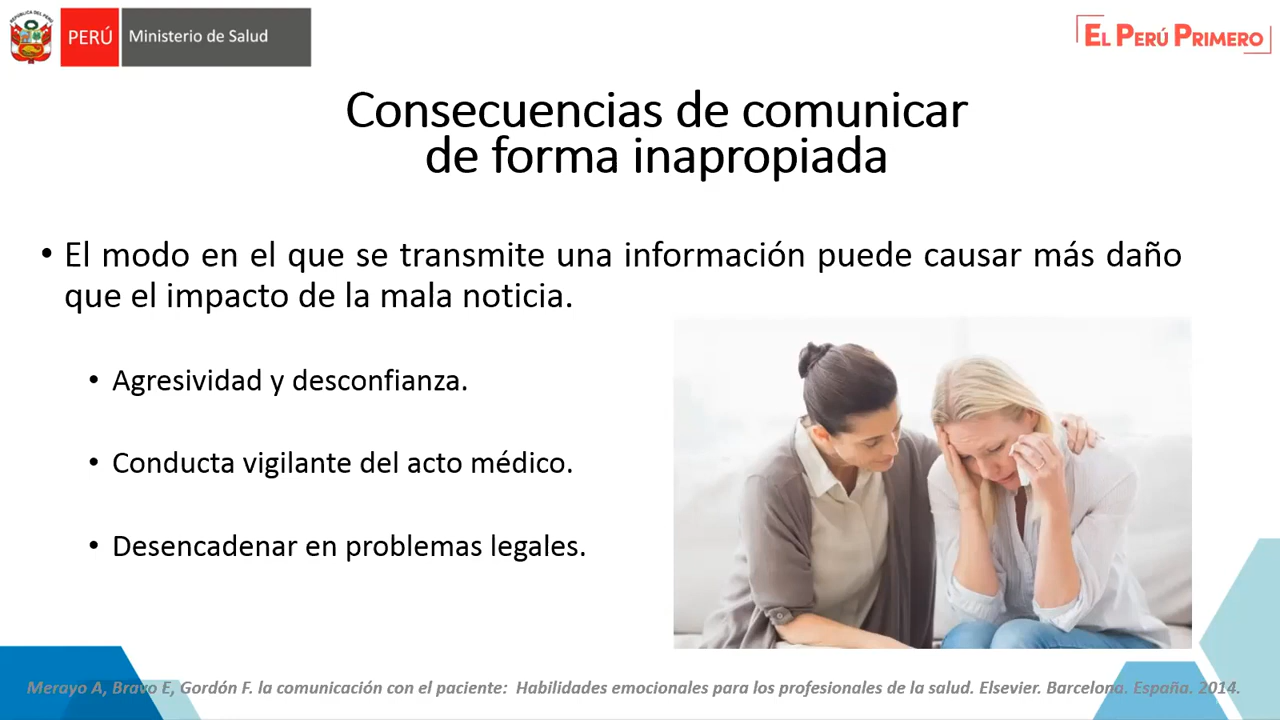 REPÚBLICA DEL PERÚ
PERÚ
Ministerio de Salud
EL PERÚ PRIMERO
Consecuencias de comunicar
de forma inapropiada
• El modo en el que se transmite una información puede causar más daño
que el impacto de la mala noticia.
• Agresividad y desconfianza.
• Conducta vigilante del acto médico.
• Desencadenar en problemas legales.
Merayo A, Bravo E, Gordón F. la comunicación con el paciente: Habilidades emocionales para los profesionales de la salud. Elsevier. Barcelona. España. 2014.